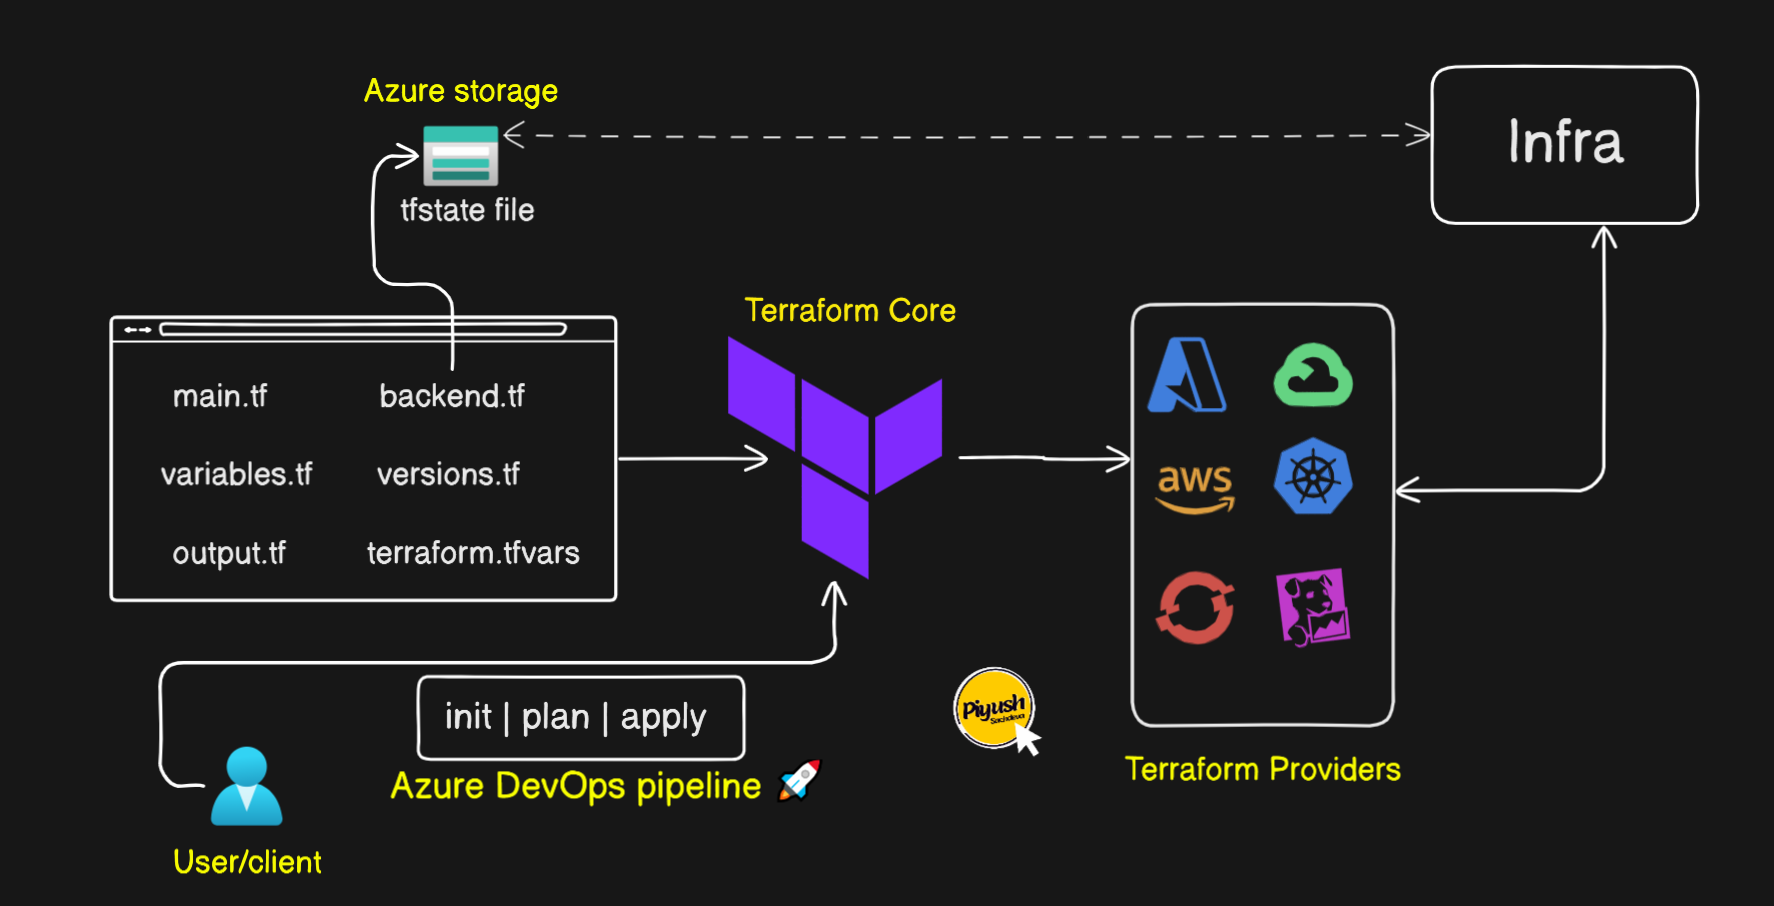 Azure storage
tfstate file
Infra
main.tf
backend.tf
variables.tf
versions.tf
output.tf
terraform.tfvars
Terraform Core
aws
Terraform Providers
init | plan | apply
Azure DevOps pipeline
User/client
Piyush
Sachdeva